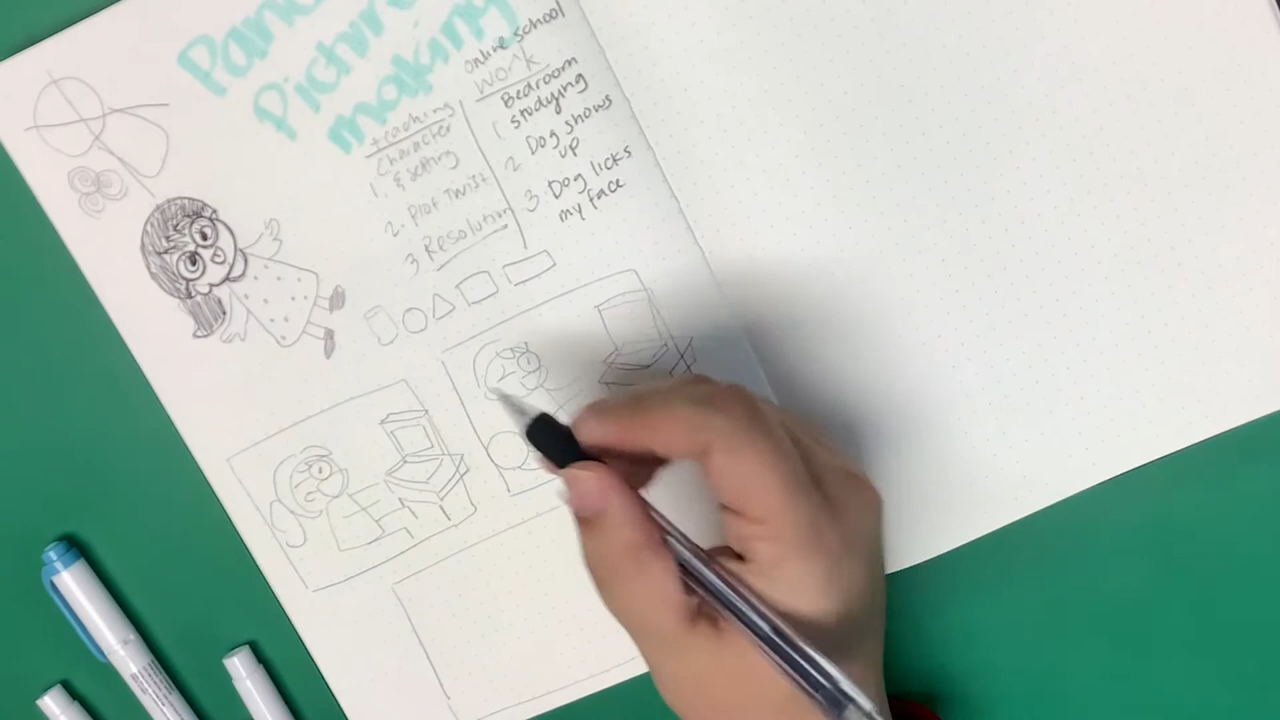 Pictur
making
teaching
Character
1. & setting
2. Plot Twist
3 Resolution
online school
work
Bedroom
1 studying
2 Dog shows
up
3. Dog licks
my face